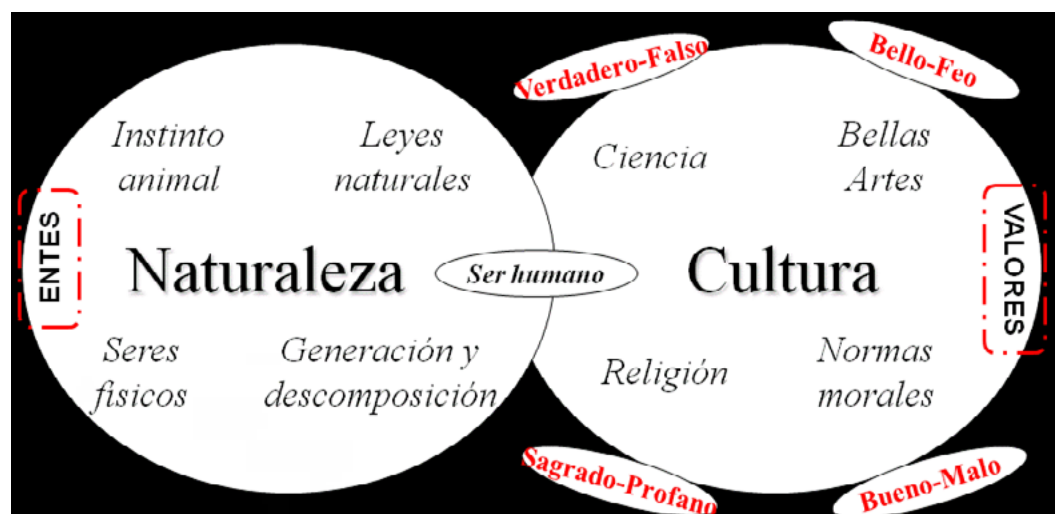 Verdadero-Falso
Bello-Feo
Instinto
animal
Leyes
naturales
Ciencia
Bellas
Artes
ENTES
Naturaleza
Ser humano
Cultura
VALORES
Seres
físicos
Generación y
descomposición
Religión
Normas
morales
Sagrado-Profano
Bueno-Malo